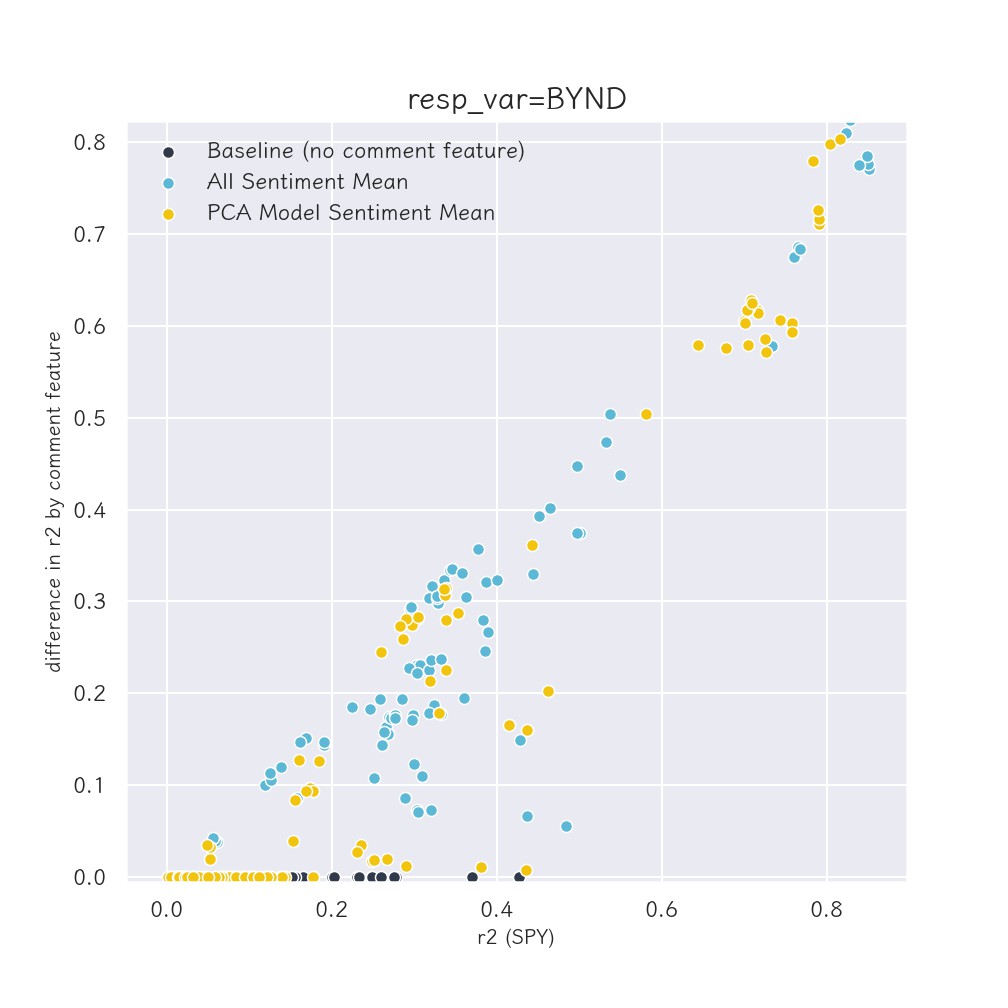 resp_var=BYND
Baseline (no comment feature)
All Sentiment Mean
PCA Model Sentiment Mean
difference in r2 by comment feature
0.8
0.7
0.6
0.5
0.4
0.3
0.2
0.1
0.0
0.0 0.2 0.4 0.6 0.8
r2 (SPY)